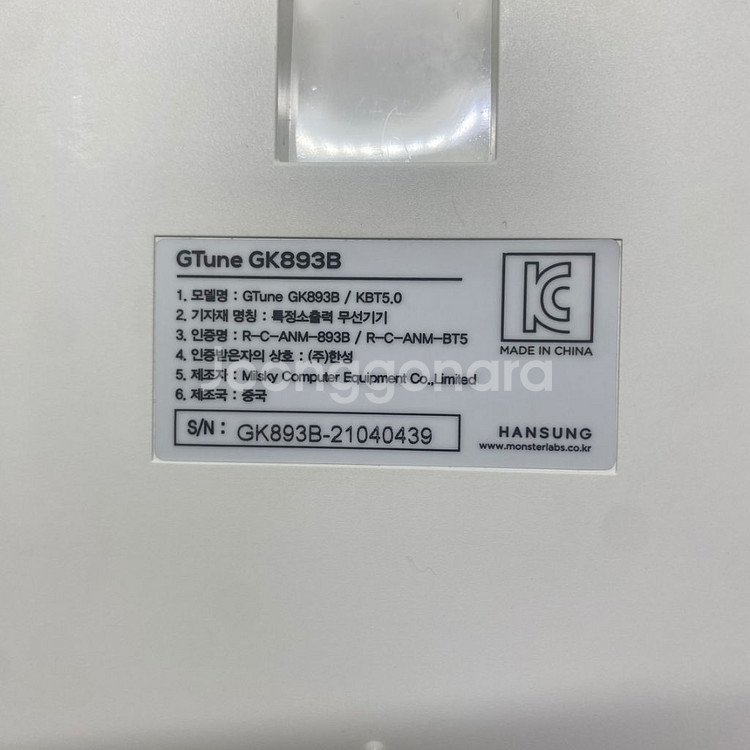 GTune GK893B
1. 모델명 : GTune GK893B / KBT5.0
2. 기자재 명칭 : 특정소출력 무선기기
3. 인증명 : R-C-ANM-893B / R-C-ANM-BT5
4. 인증받은자의 상호 : (주)한성
5. 제조자 : Milsky Computer Equipment Co.,Limited
6. 제조국 : 중국
S/N : GK893B-21040439
MADE IN CHINA
HANSUNG
www.monsterlabs.co.kr
Joonggonara